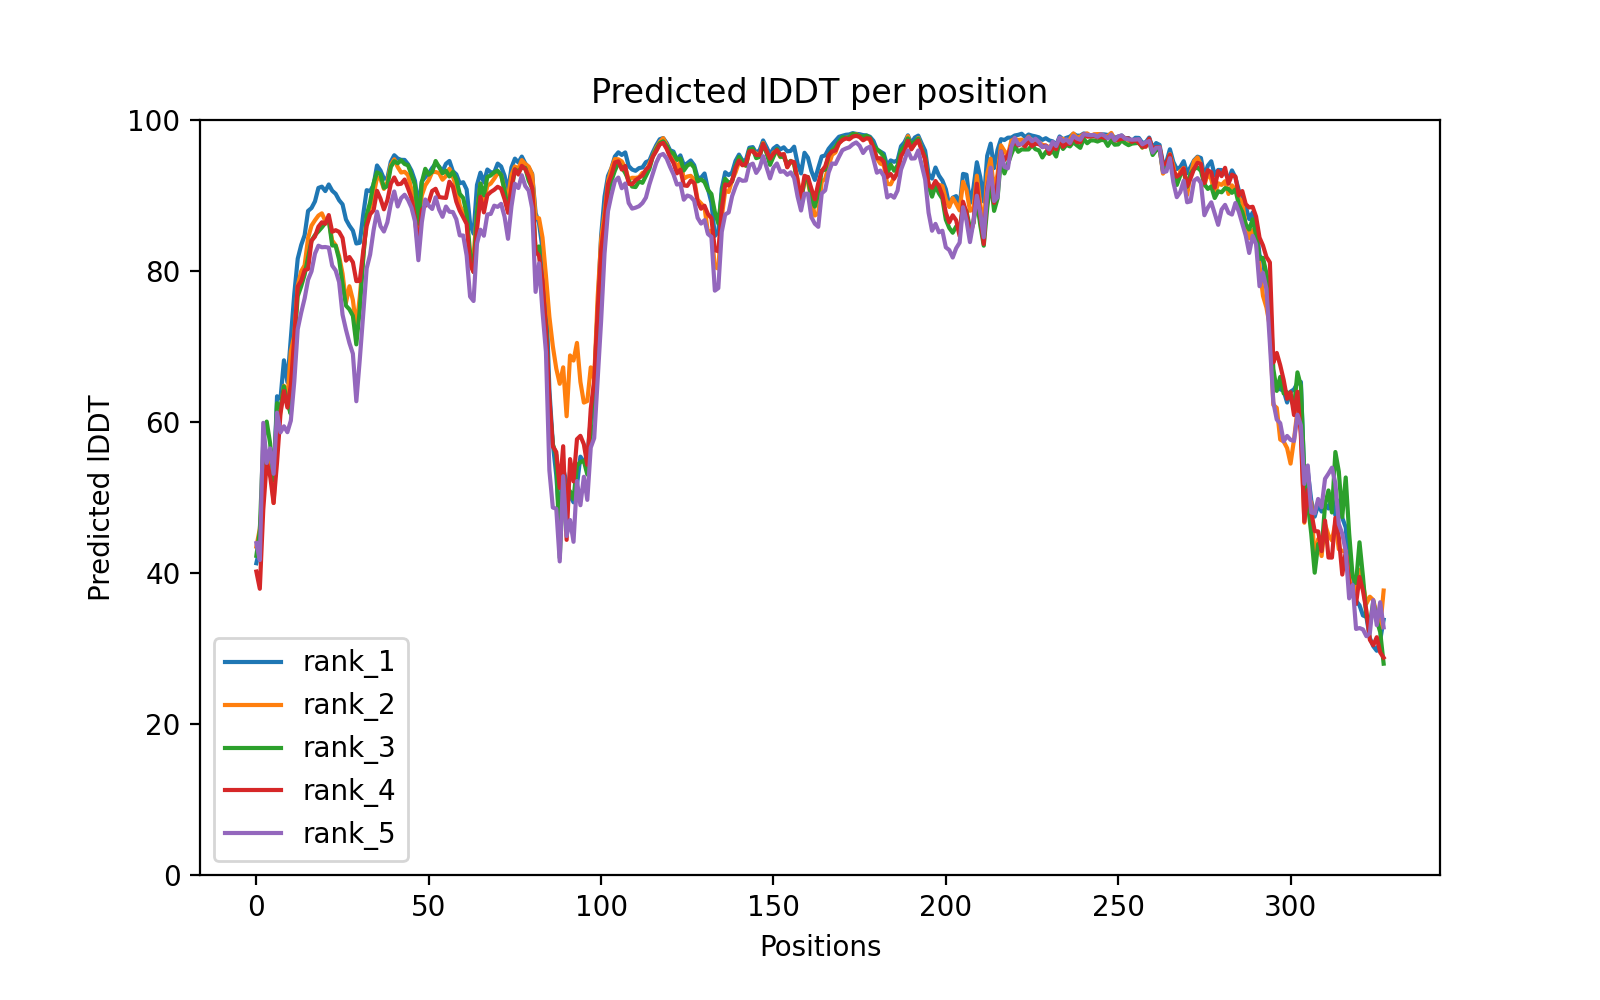 Predicted lDDT per position
100
80
60
40
20
0
Predicted lDDT
rank_1
rank_2
rank_3
rank_4
rank_5
0 50 100 150 200 250 300
Positions